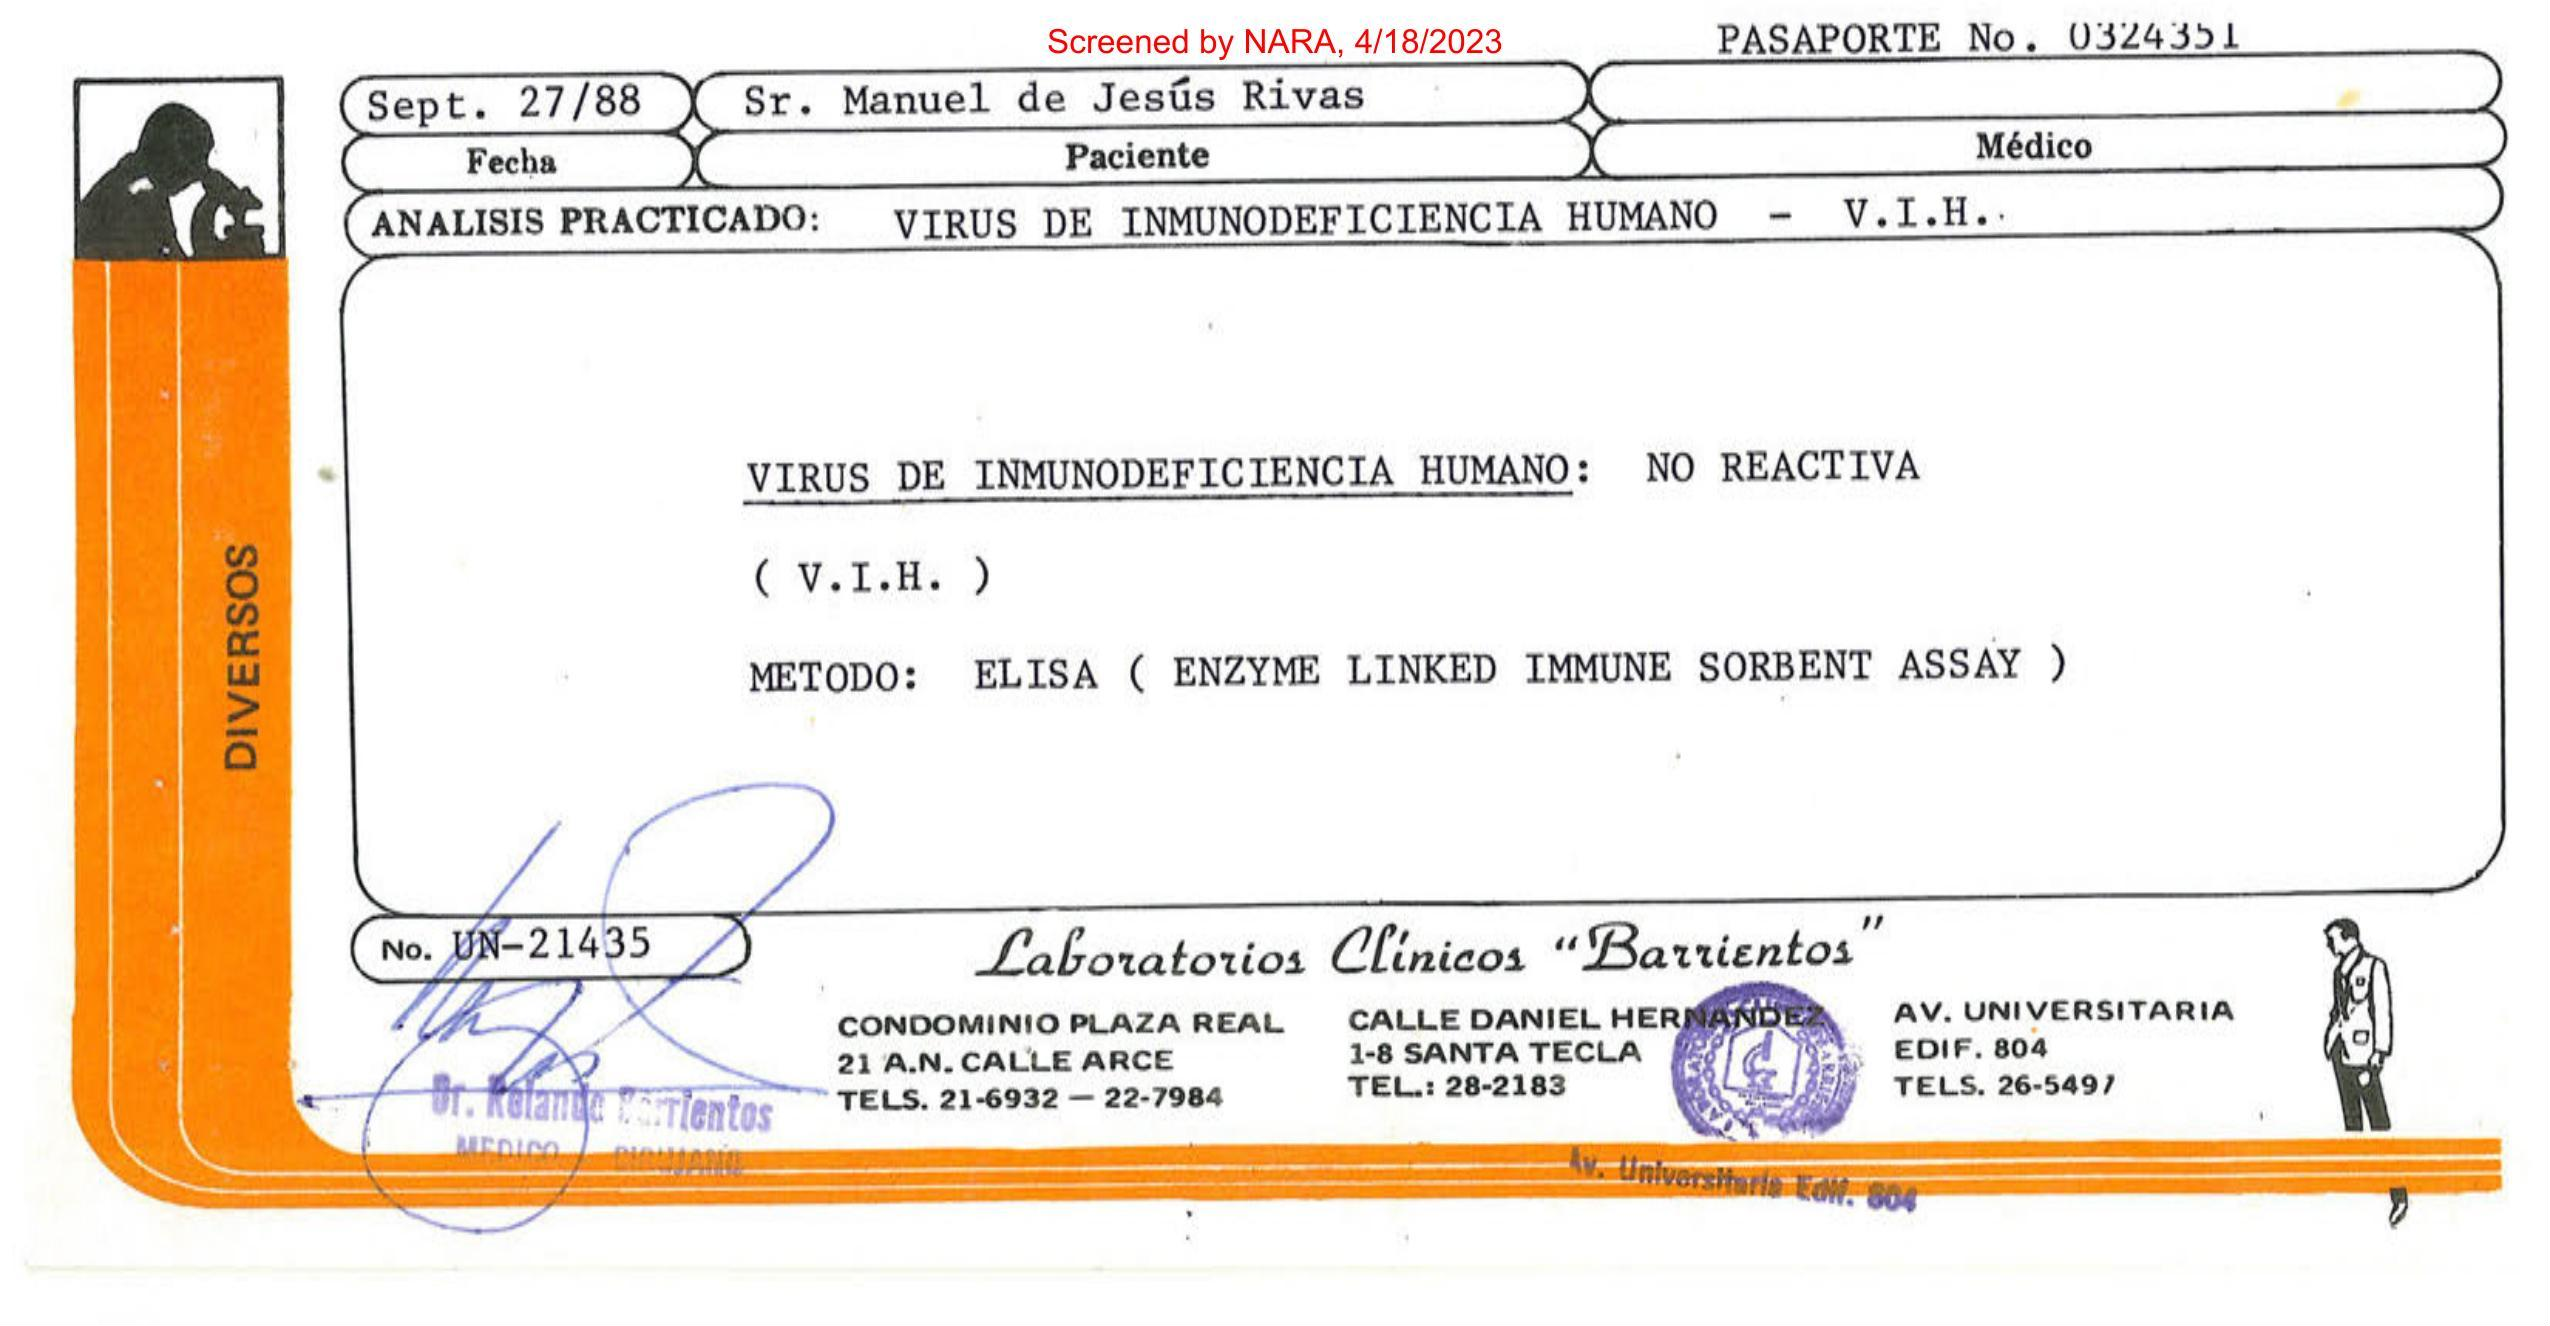 Screened by NARA, 4/18/2023
PASAPORTE No. 0324351
Sept. 27/88 Sr. Manuel de Jesús Rivas
Fecha Paciente Médico
ANALISIS PRACTICADO: VIRUS DE INMUNODEFICIENCIA HUMANO - V.I.H.
VIRUS DE INMUNODEFICIENCIA HUMANO: NO REACTIVA
( V.I.H. )
METODO: ELISA ( ENZYME LINKED IMMUNE SORBENT ASSAY )
DIVERSOS
No. UN-21435
Laboratorios Clínicos "Barrientos"
CONDOMINIO PLAZA REAL
21 A.N. CALLE ARCE
TELS. 21-6932 — 22-7984
CALLE DANIEL HERNANDEZ
1-8 SANTA TECLA
TEL.: 28-2183
AV. UNIVERSITARIA
EDIF. 804
TELS. 26-5497
Dr. Rolando Barrientos
MEDICO CIRUJANO
Av. Universitaria Edif. 804